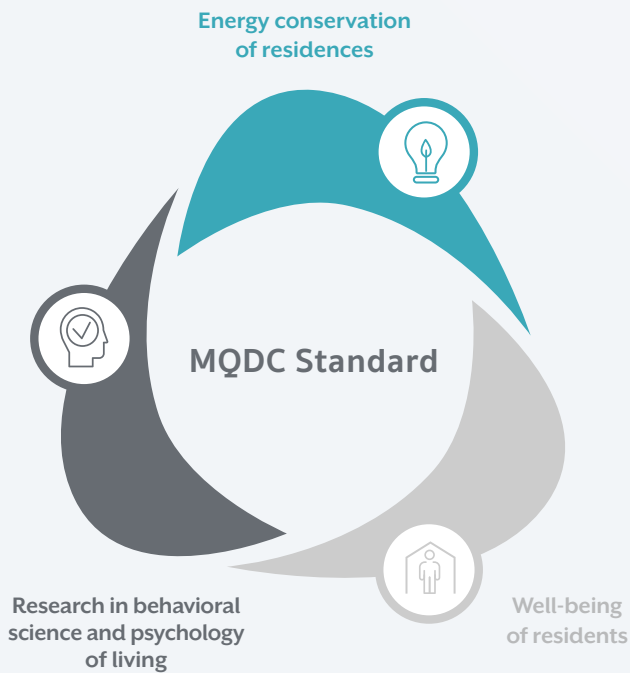 Energy conservation
of residences
MQDC Standard
Research in behavioral
science and psychology
of living
Well-being
of residents